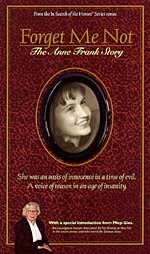 From the In Search of the Heroes Series comes
Forget Me Not
The Anne Frank Story
She was an oasis of innocence in a time of evil.
A voice of reason in an age of insanity.
With a special introduction from Miep Gies,